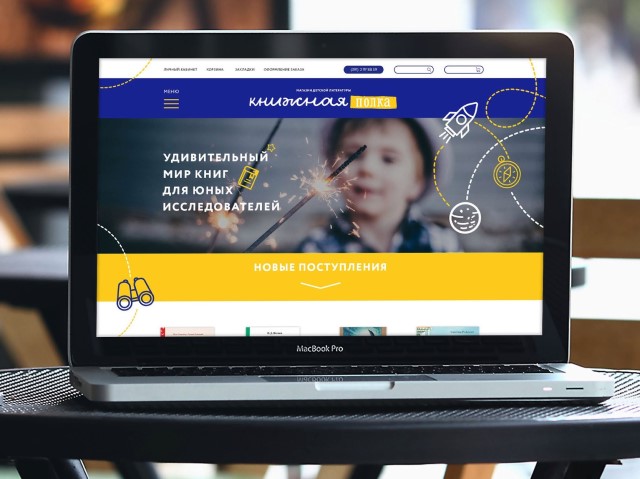 ЛИЧНЫЙ КАБИНЕТ КОРЗИНА ЗАКЛАДКИ ОФОРМЛЕНИЕ ЗАКАЗА
МЕНЮ
МАГАЗИН ДЕТСКОЙ ЛИТЕРАТУРЫ
книжная полка
УДИВИТЕЛЬНЫЙ
МИР КНИГ
ДЛЯ ЮНЫХ
ИССЛЕДОВАТЕЛЕЙ
НОВЫЕ ПОСТУПЛЕНИЯ
MacBook Pro